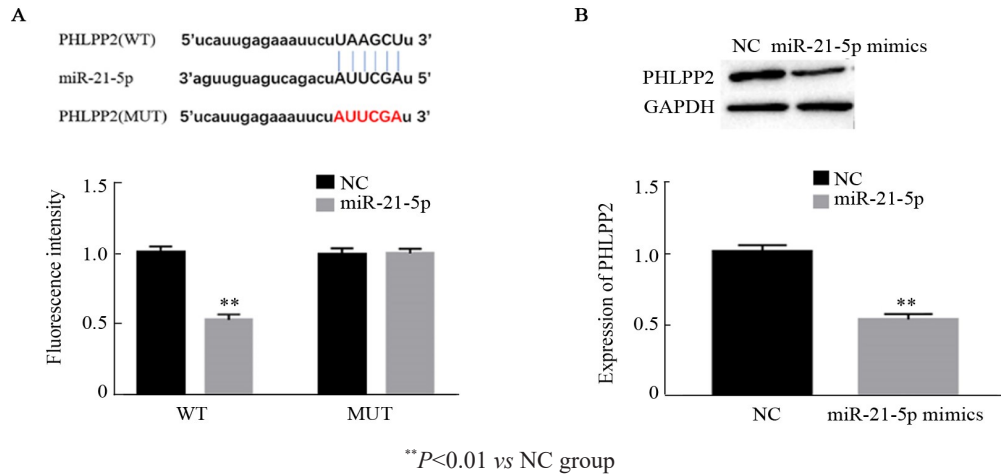 A
PHLPP2(WT) 5'ucauugagaaauucuUAAGCUu 3'
miR-21-5p 3'aguuguagucagacuAUUCGAu 5'
PHLPP2(MUT) 5'ucauugagaaauucuAUUCGAu 3'
1.5
1.0
0.5
0
Fluorescence intensity
NC
miR-21-5p
**
WT MUT
B
NC miR-21-5p mimics
PHLPP2
GAPDH
1.5
1.0
0.5
0
Expression of PHLPP2
NC
miR-21-5p
**
NC miR-21-5p mimics
**P<0.01 vs NC group